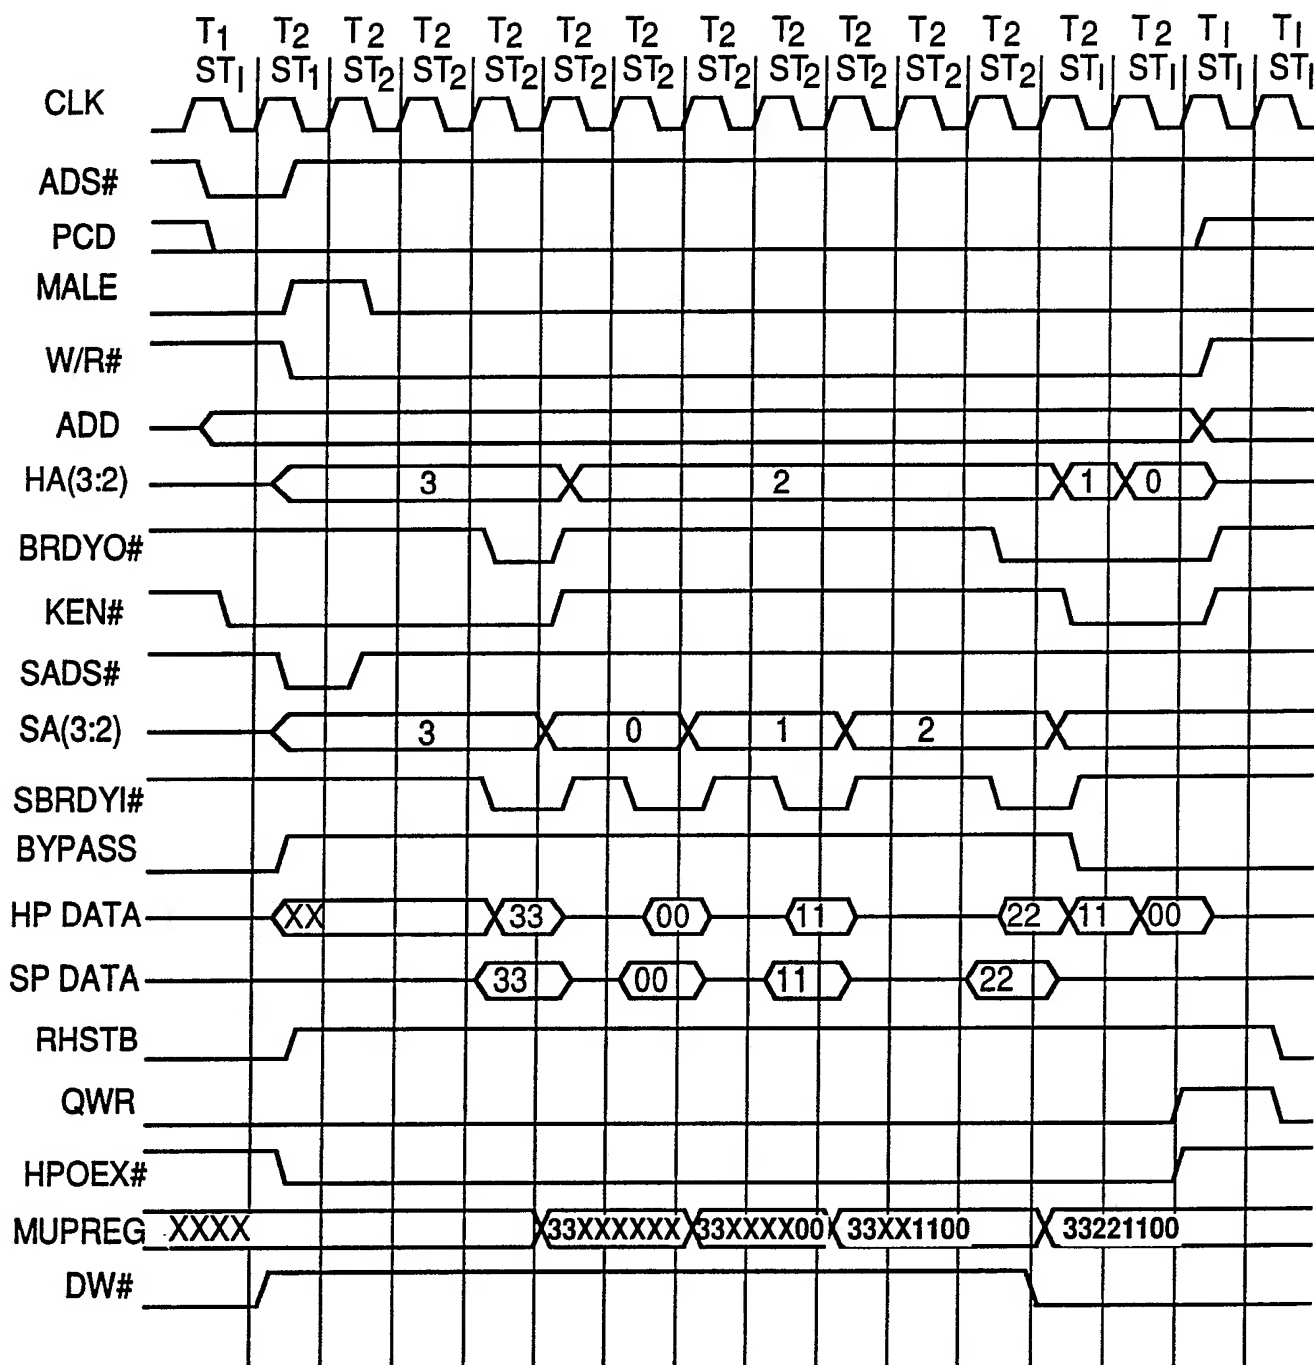 T1 T2 T2 T2 T2 T2 T2 T2 T2 T2 T2 T2 T2 T2 TI TI
STI ST1 ST2 ST2 ST2 ST2 ST2 ST2 ST2 ST2 ST2 ST2 STI STI STI STI
CLK
ADS#
PCD
MALE
W/R#
ADD
HA(3:2) 3 2 1 0
BRDYO#
KEN#
SADS#
SA(3:2) 3 0 1 2
SBRDYI#
BYPASS
HP DATA XX 33 00 11 22 11 00
SP DATA 33 00 11 22
RHSTB
QWR
HPOEX#
MUPREG XXXX 33XXXXXX 33XXXX00 33XX1100 33221100
DW#